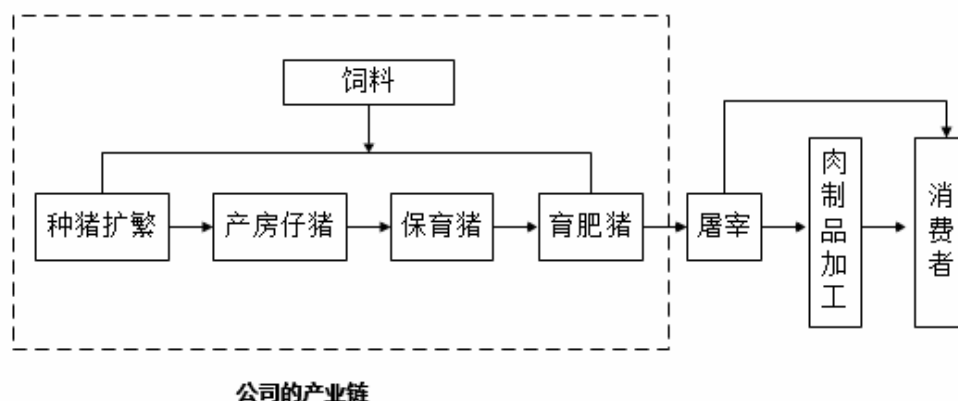 饲料
种猪扩繁
产房仔猪
保育猪
育肥猪
屠宰
肉制品加工
消费者
公司的产业链